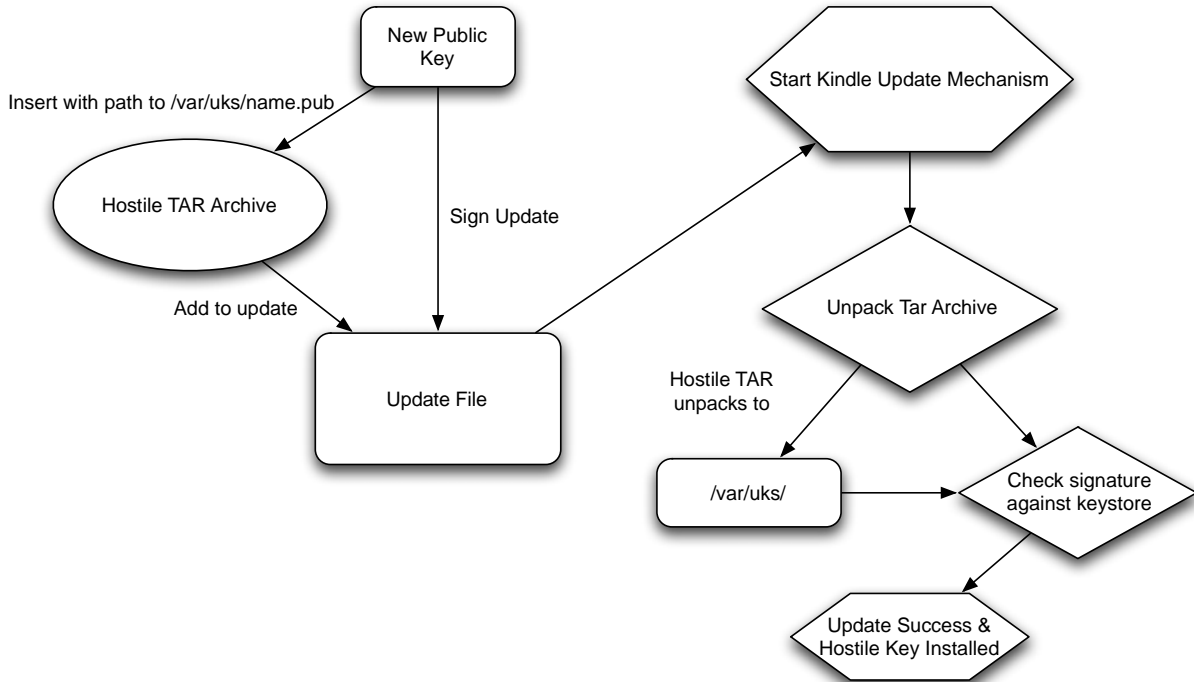 New Public
Key
Insert with path to /var/uks/name.pub
Hostile TAR Archive
Sign Update
Add to update
Update File
Start Kindle Update Mechanism
Unpack Tar Archive
Hostile TAR
unpacks to
/var/uks/
Check signature
against keystore
Update Success &
Hostile Key Installed